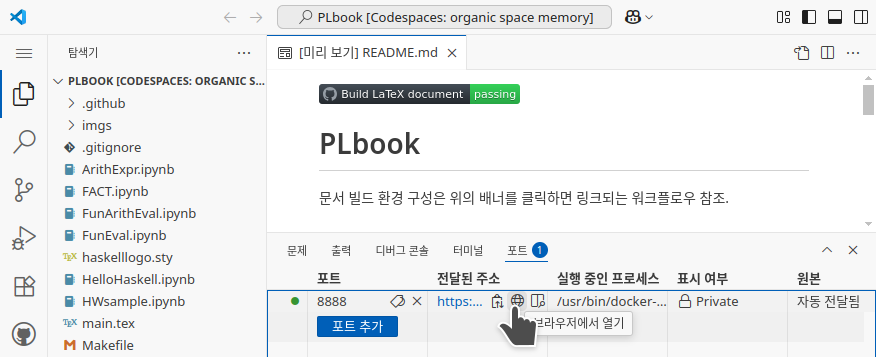 PLbook [Codespaces: organic space memory]
탐색기
[미리 보기] README.md
PLBOOK [CODESPACES: ORGANIC S...
.github
imgs
.gitignore
ArithExpr.ipynb
FACT.ipynb
FunArithEval.ipynb
FunEval.ipynb
haskelllogo.sty
HelloHaskell.ipynb
HWsample.ipynb
main.tex
Makefile
Build LaTeX document passing
PLbook
문서 빌드 환경 구성은 위의 배너를 클릭하면 링크되는 워크플로우 참조.
문제 출력 디버그 콘솔 터미널 포트 1
포트 전달된 주소 실행 중인 프로세스 표시 여부 원본
8888 https:... /usr/bin/docker-... Private 자동 전달됨
포트 추가
브라우저에서 열기